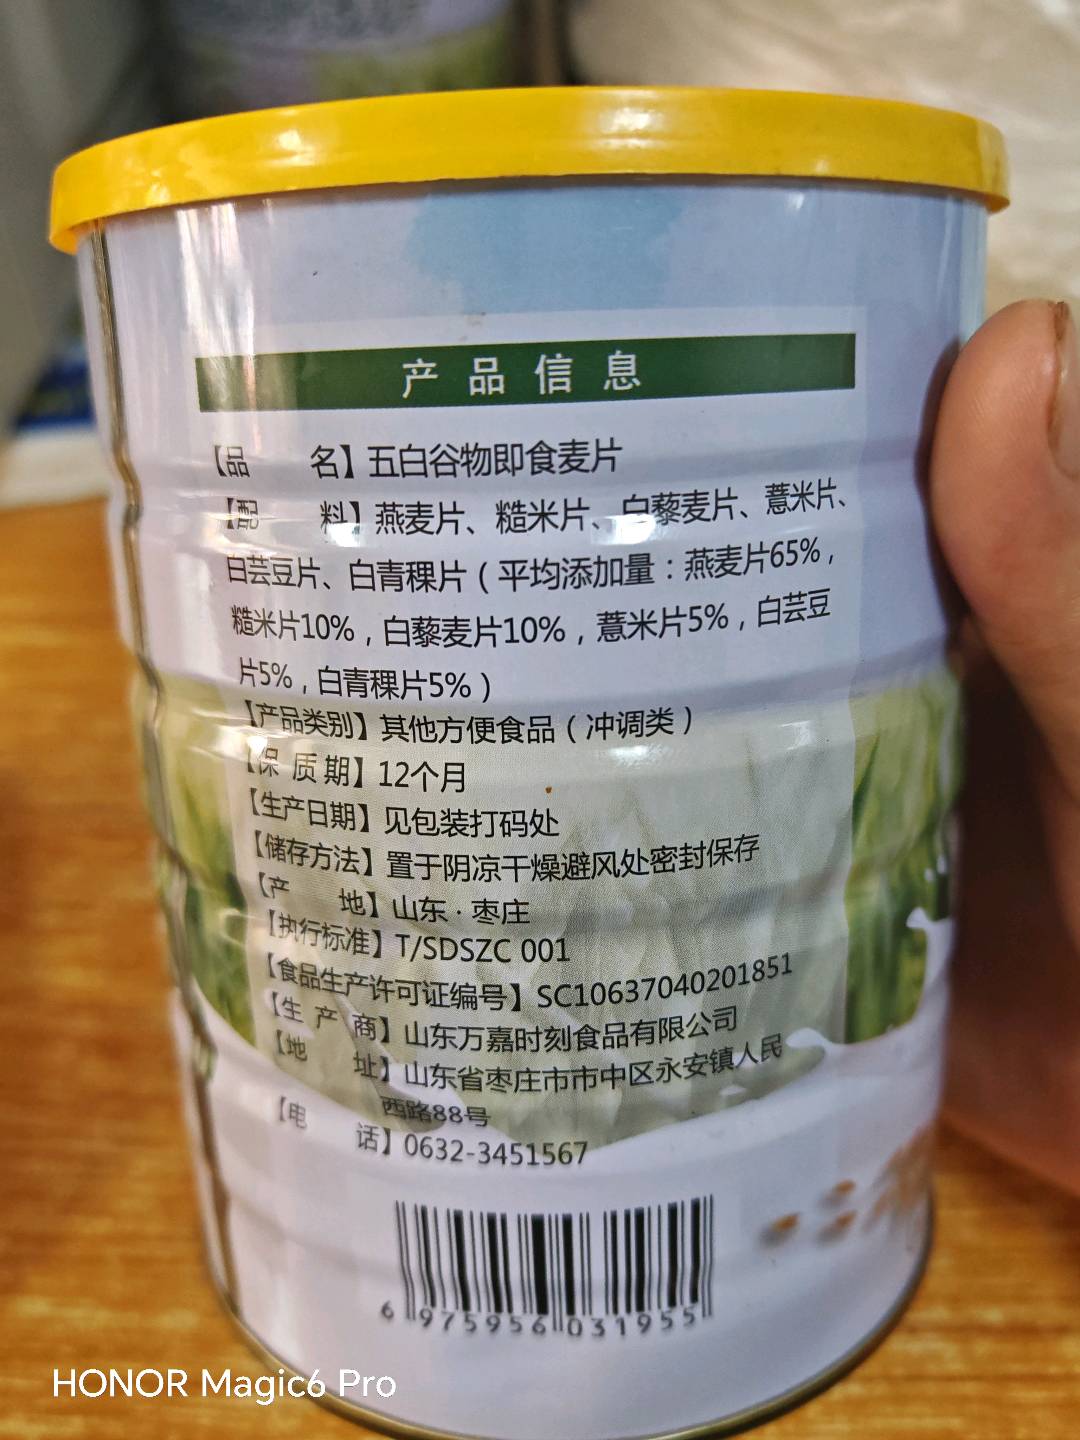 产品信息
【品 名】五白谷物即食麦片
【配 料】燕麦片、糙米片、白藜麦片、薏米片、
白芸豆片、白青稞片(平均添加量:燕麦片65%,
糙米片10%,白藜麦片10%,薏米片5%,白芸豆
片5%,白青稞片5%)
【产品类别】其他方便食品(冲调类)
【保 质 期】12个月
【生产日期】见包装打码处
【储存方法】置于阴凉干燥避风处密封保存
【产 地】山东·枣庄
【执行标准】T/SDSZC 001
【食品生产许可证编号】SC10637040201851
【生 产 商】山东万嘉时刻食品有限公司
【地 址】山东省枣庄市市中区永安镇人民
西路88号
【电 话】0632-3451567
6 975956 031955
HONOR Magic6 Pro